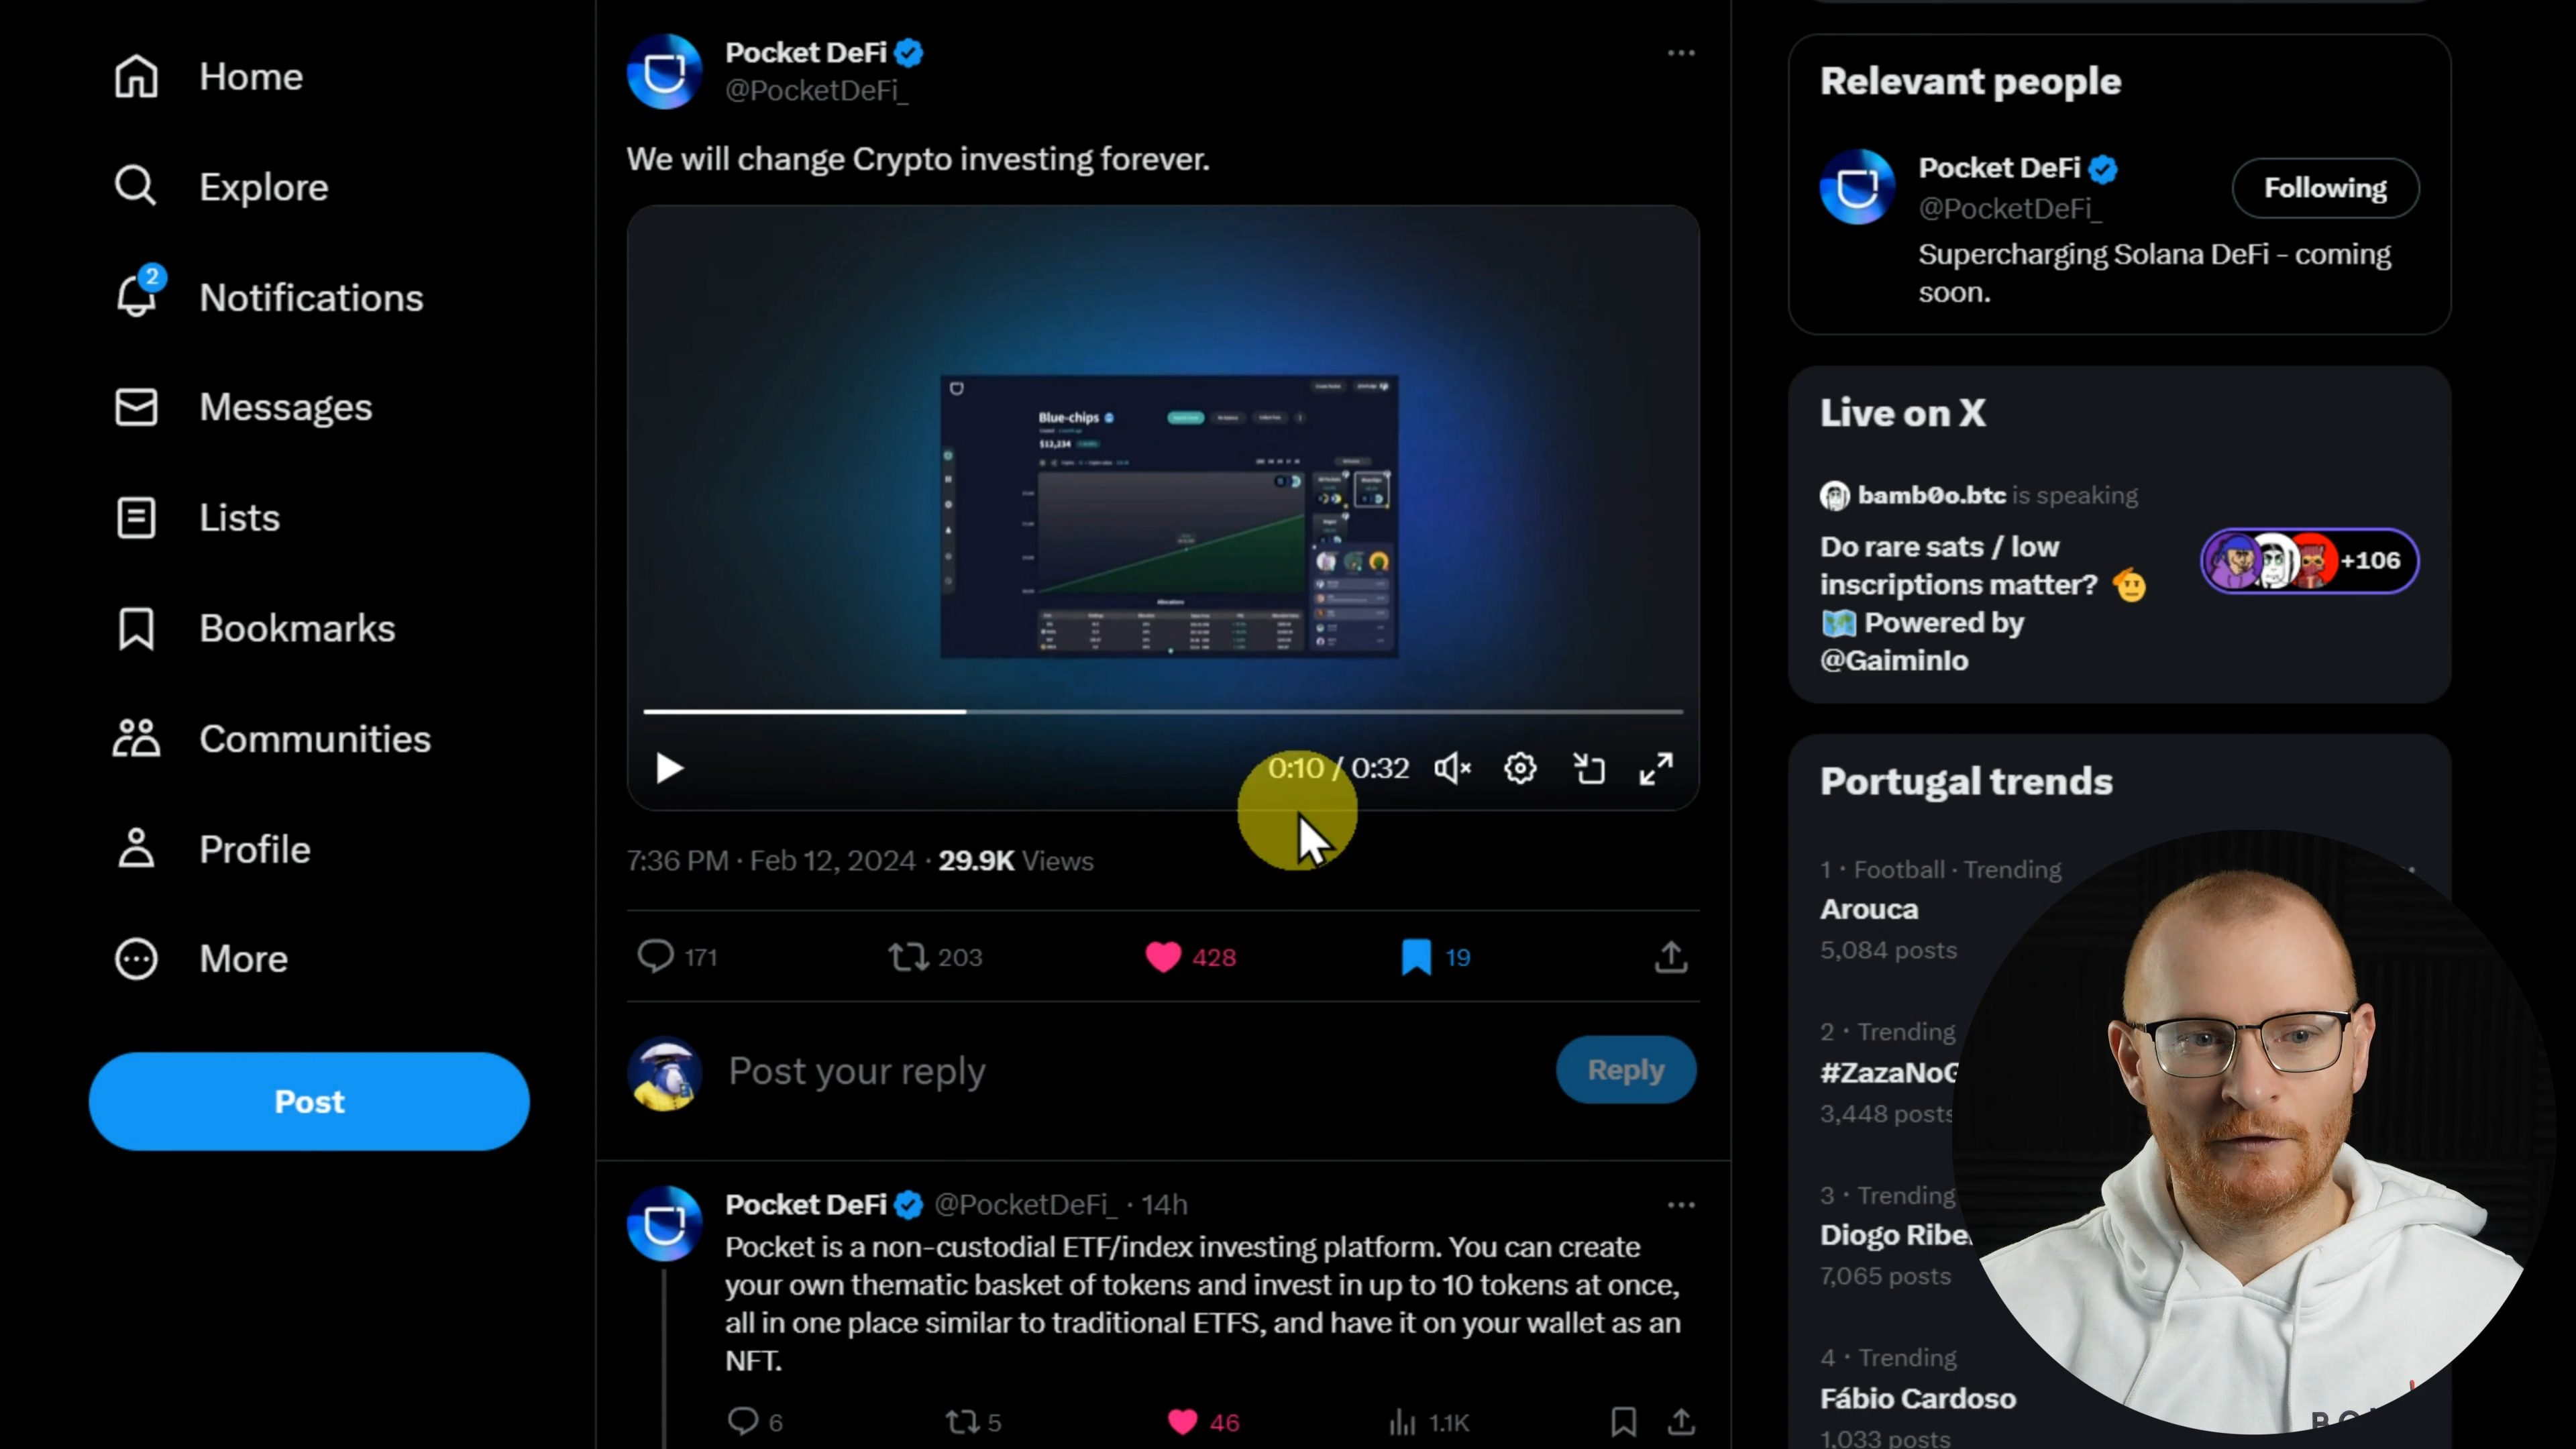 Home
Explore
2
Notifications
Messages
Lists
Bookmarks
Communities
Profile
More
Post
Pocket DeFi
@PocketDeFi_
We will change Crypto investing forever.
Blue-chips
$12,234
0:10 / 0:32
7:36 PM · Feb 12, 2024 · 29.9K Views
171
203
428
19
Post your reply
Reply
Pocket DeFi @PocketDeFi_ · 14h
Pocket is a non-custodial ETF/index investing platform. You can create
your own thematic basket of tokens and invest in up to 10 tokens at once,
all in one place similar to traditional ETFS, and have it on your wallet as an
NFT.
6
5
46
1.1K
Relevant people
Pocket DeFi
@PocketDeFi_
Following
Supercharging Solana DeFi - coming
soon.
Live on X
bambØo.btc is speaking
Do rare sats / low
inscriptions matter?
Powered by
@GaiminIo
+106
Portugal trends
1 · Football · Trending
Arouca
5,084 posts
2 · Trending
#ZazaNoG
3,448 posts
3 · Trending
Diogo Ribe
7,065 posts
4 · Trending
Fábio Cardoso
1,033 posts